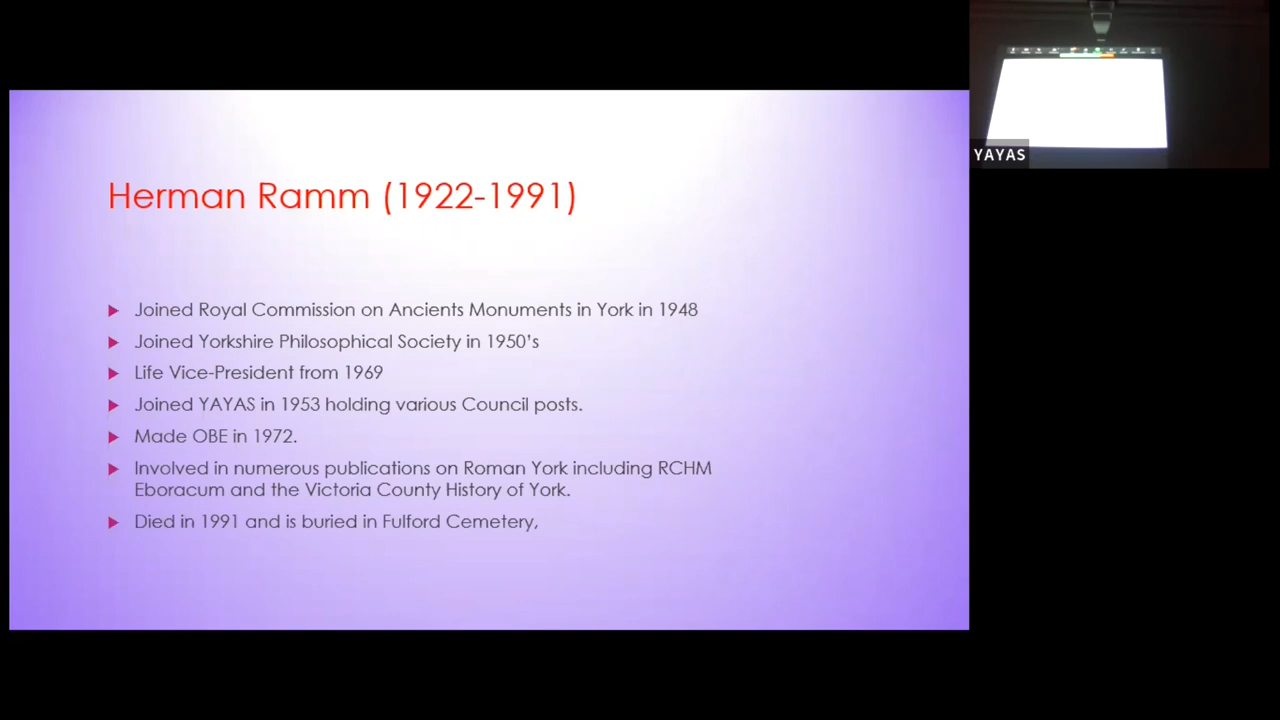 Herman Ramm (1922-1991)
Joined Royal Commission on Ancients Monuments in York in 1948
Joined Yorkshire Philosophical Society in 1950's
Life Vice-President from 1969
Joined YAYAS in 1953 holding various Council posts.
Made OBE in 1972.
Involved in numerous publications on Roman York including RCHM
Eboracum and the Victoria County History of York.
Died in 1991 and is buried in Fulford Cemetery,
YAYAS